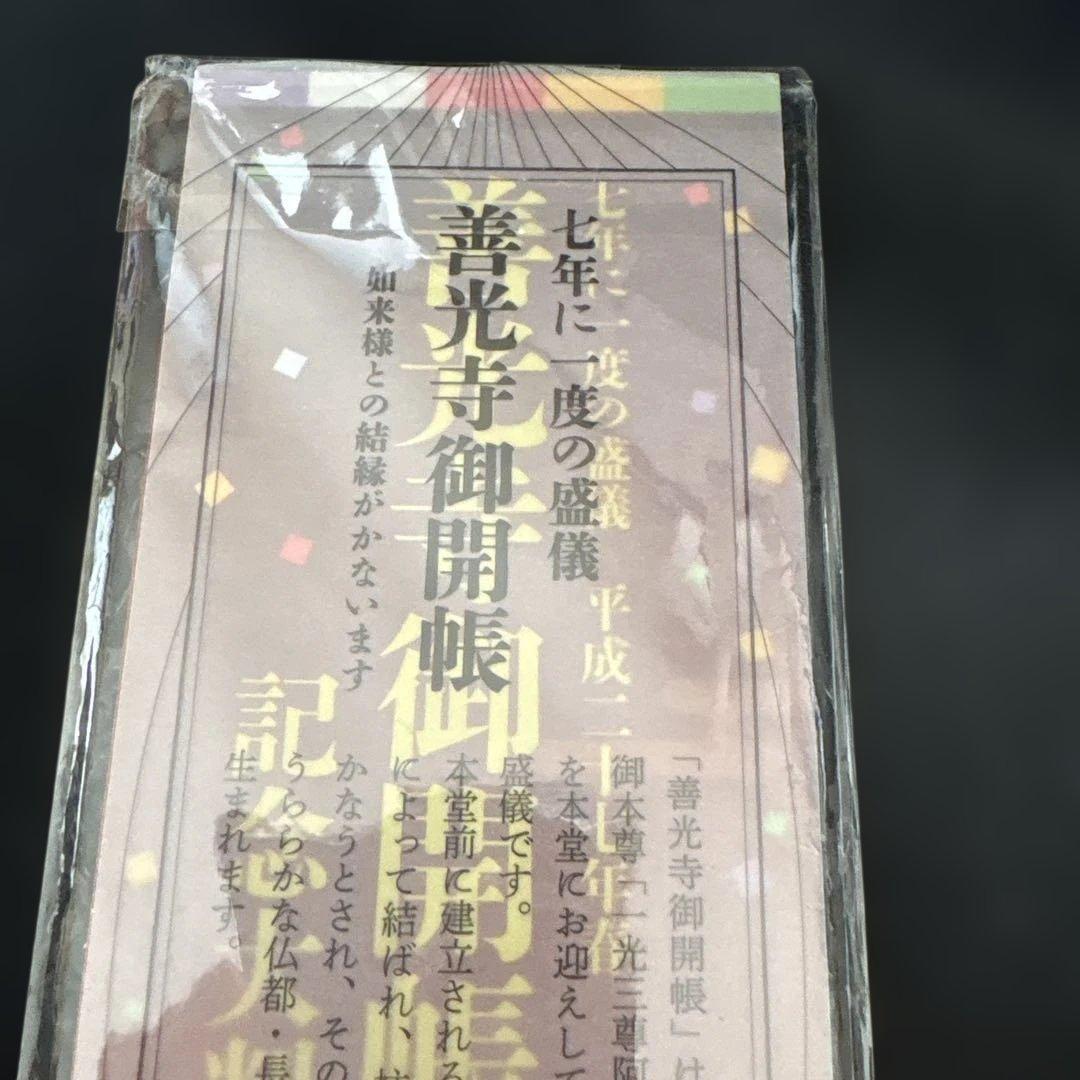 七年に一度の盛儀
善光寺御開帳
如来様との結縁がかないます
七年に一度の盛儀 平成二十七年
善光寺御開帳
記念
「善光寺御開帳」は
御本尊「一光三尊阿
を本堂にお迎えして
盛儀です。
本堂前に建立される
によって結ばれ、
かなうとされ、その
うららかな仏都・長
生まれます。